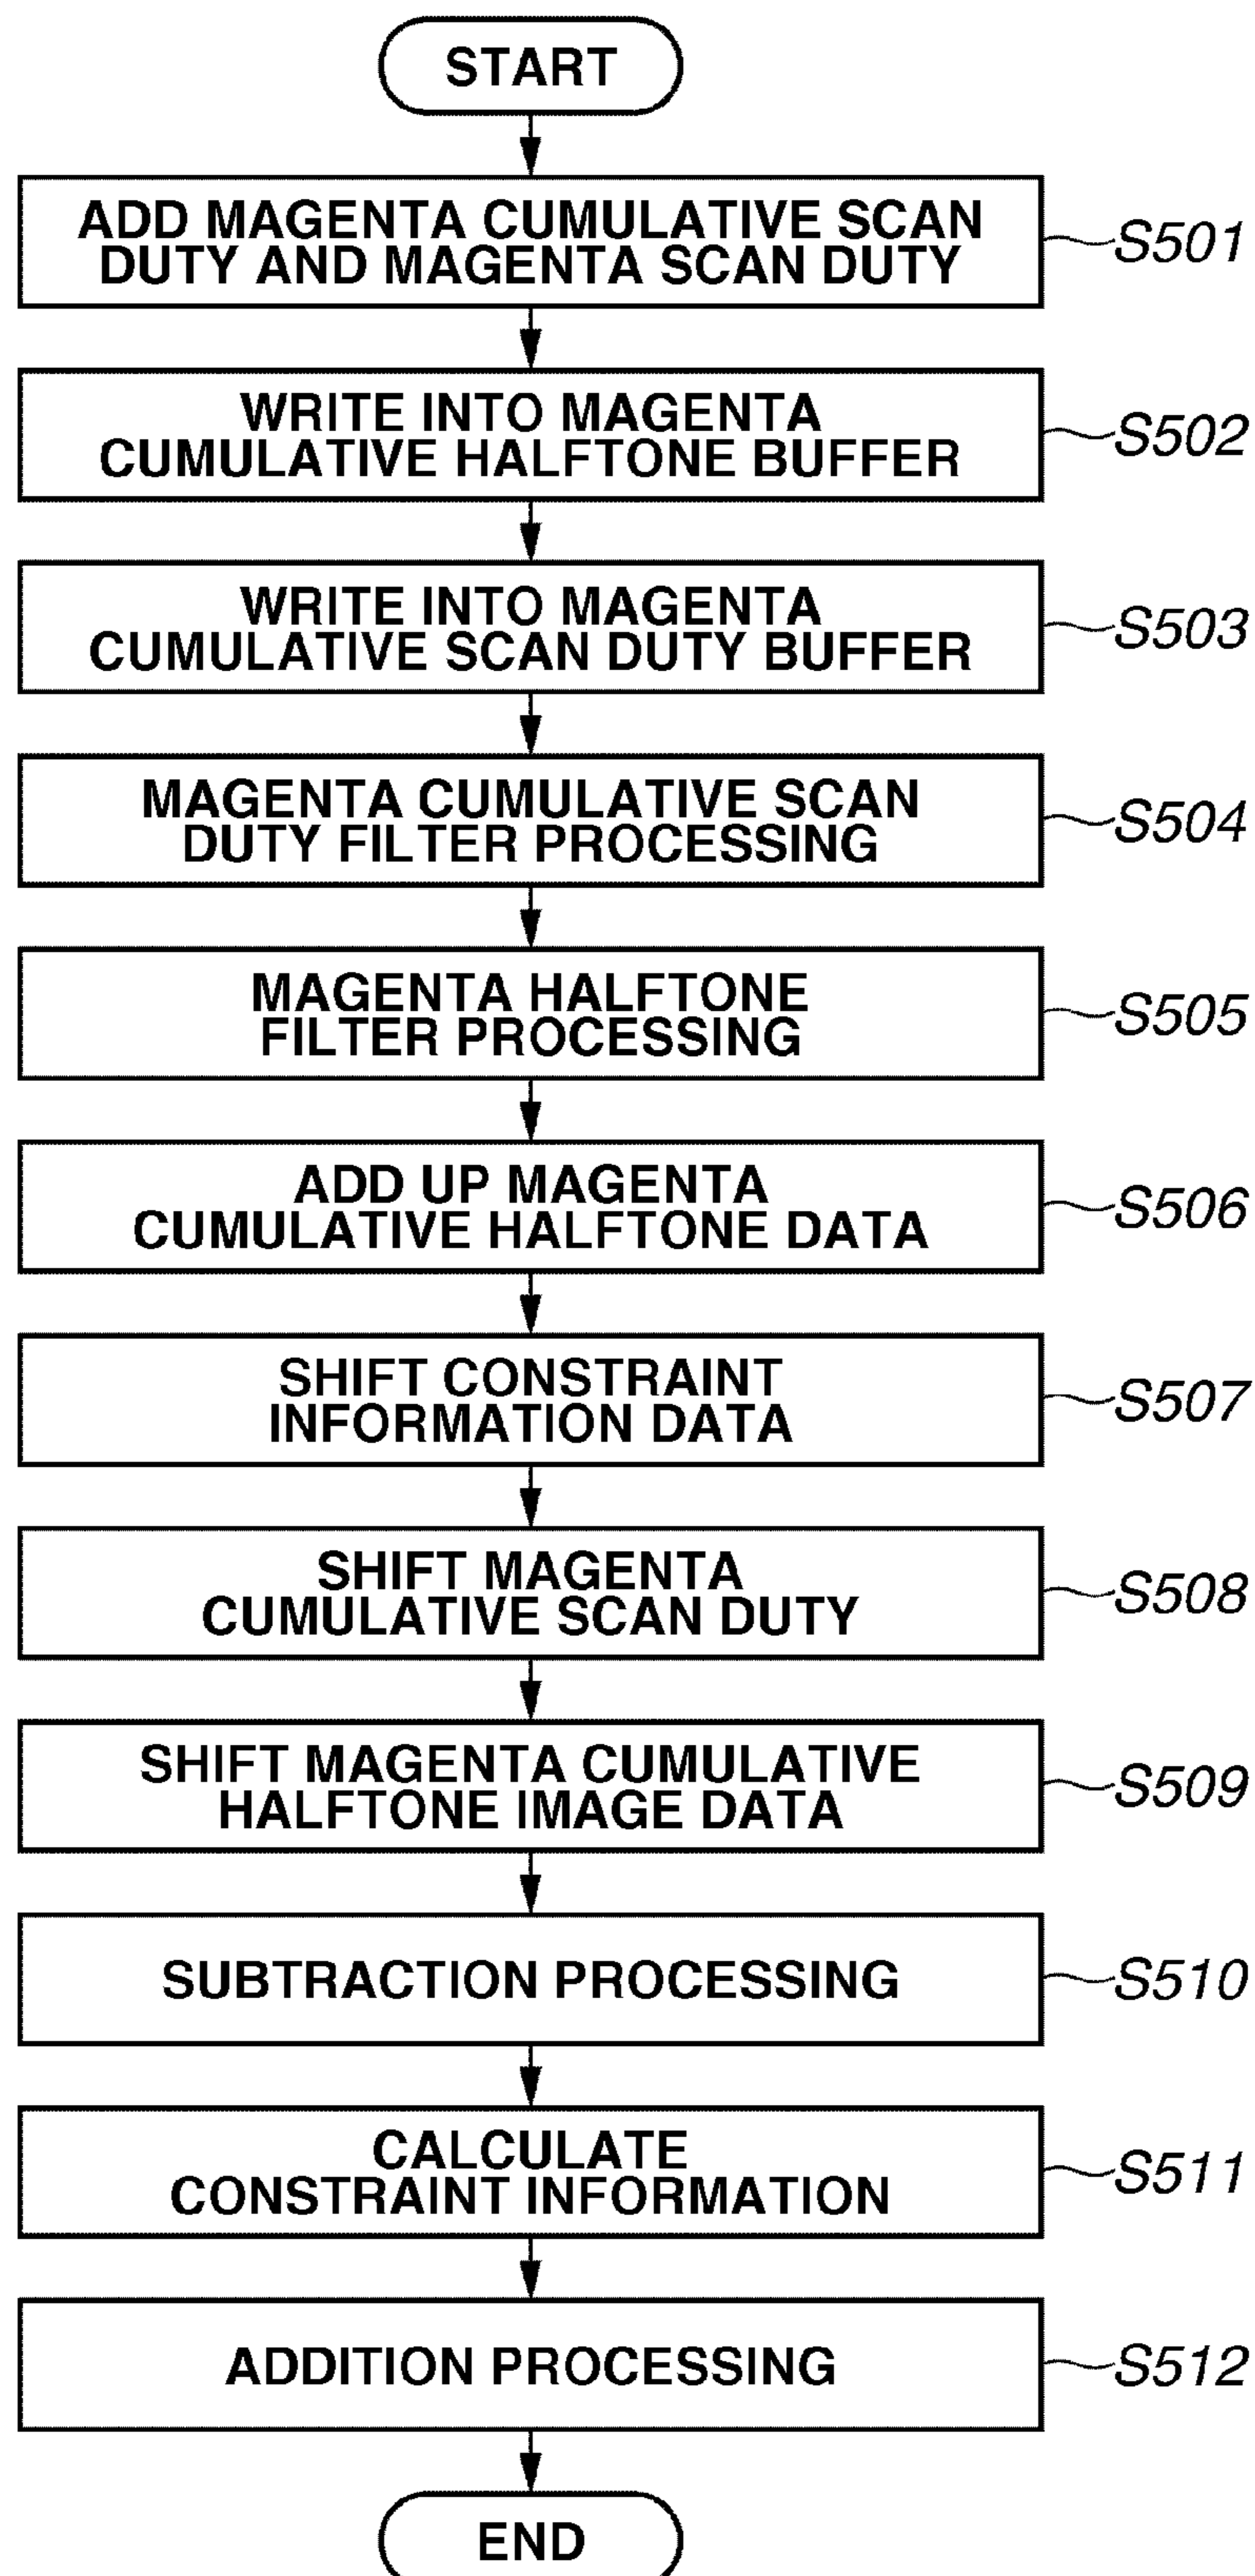 START
ADD MAGENTA CUMULATIVE SCAN
DUTY AND MAGENTA SCAN DUTY
S501
WRITE INTO MAGENTA
CUMULATIVE HALFTONE BUFFER
S502
WRITE INTO MAGENTA
CUMULATIVE SCAN DUTY BUFFER
S503
MAGENTA CUMULATIVE SCAN
DUTY FILTER PROCESSING
S504
MAGENTA HALFTONE
FILTER PROCESSING
S505
ADD UP MAGENTA
CUMULATIVE HALFTONE DATA
S506
SHIFT CONSTRAINT
INFORMATION DATA
S507
SHIFT MAGENTA
CUMULATIVE SCAN DUTY
S508
SHIFT MAGENTA CUMULATIVE
HALFTONE IMAGE DATA
S509
SUBTRACTION PROCESSING
S510
CALCULATE
CONSTRAINT INFORMATION
S511
ADDITION PROCESSING
S512
END